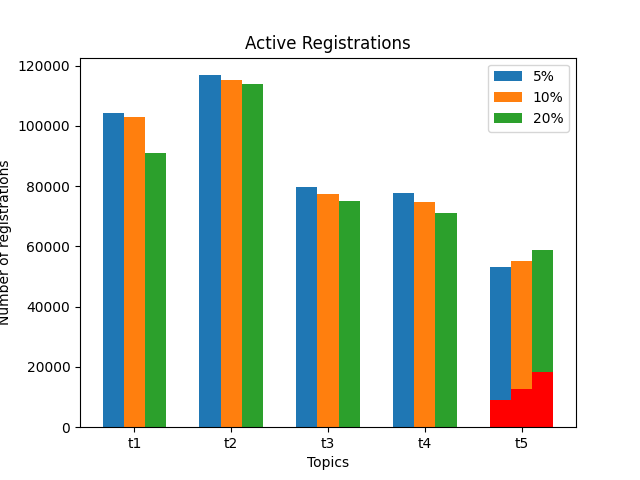 Active Registrations
120000
100000
80000
60000
40000
20000
0
Number of registrations
5%
10%
20%
t1 t2 t3 t4 t5
Topics